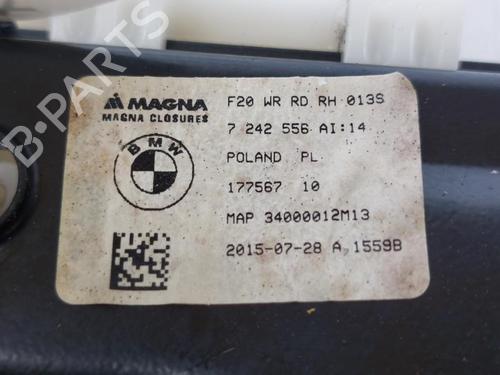 MAGNA
MAGNA CLOSURES
BMW
F20 WR RD RH 013S
7 242 556 AI:14
POLAND PL
177567 10
MAP 34000012M13
2015-07-28 A 1559B
B-PARTS